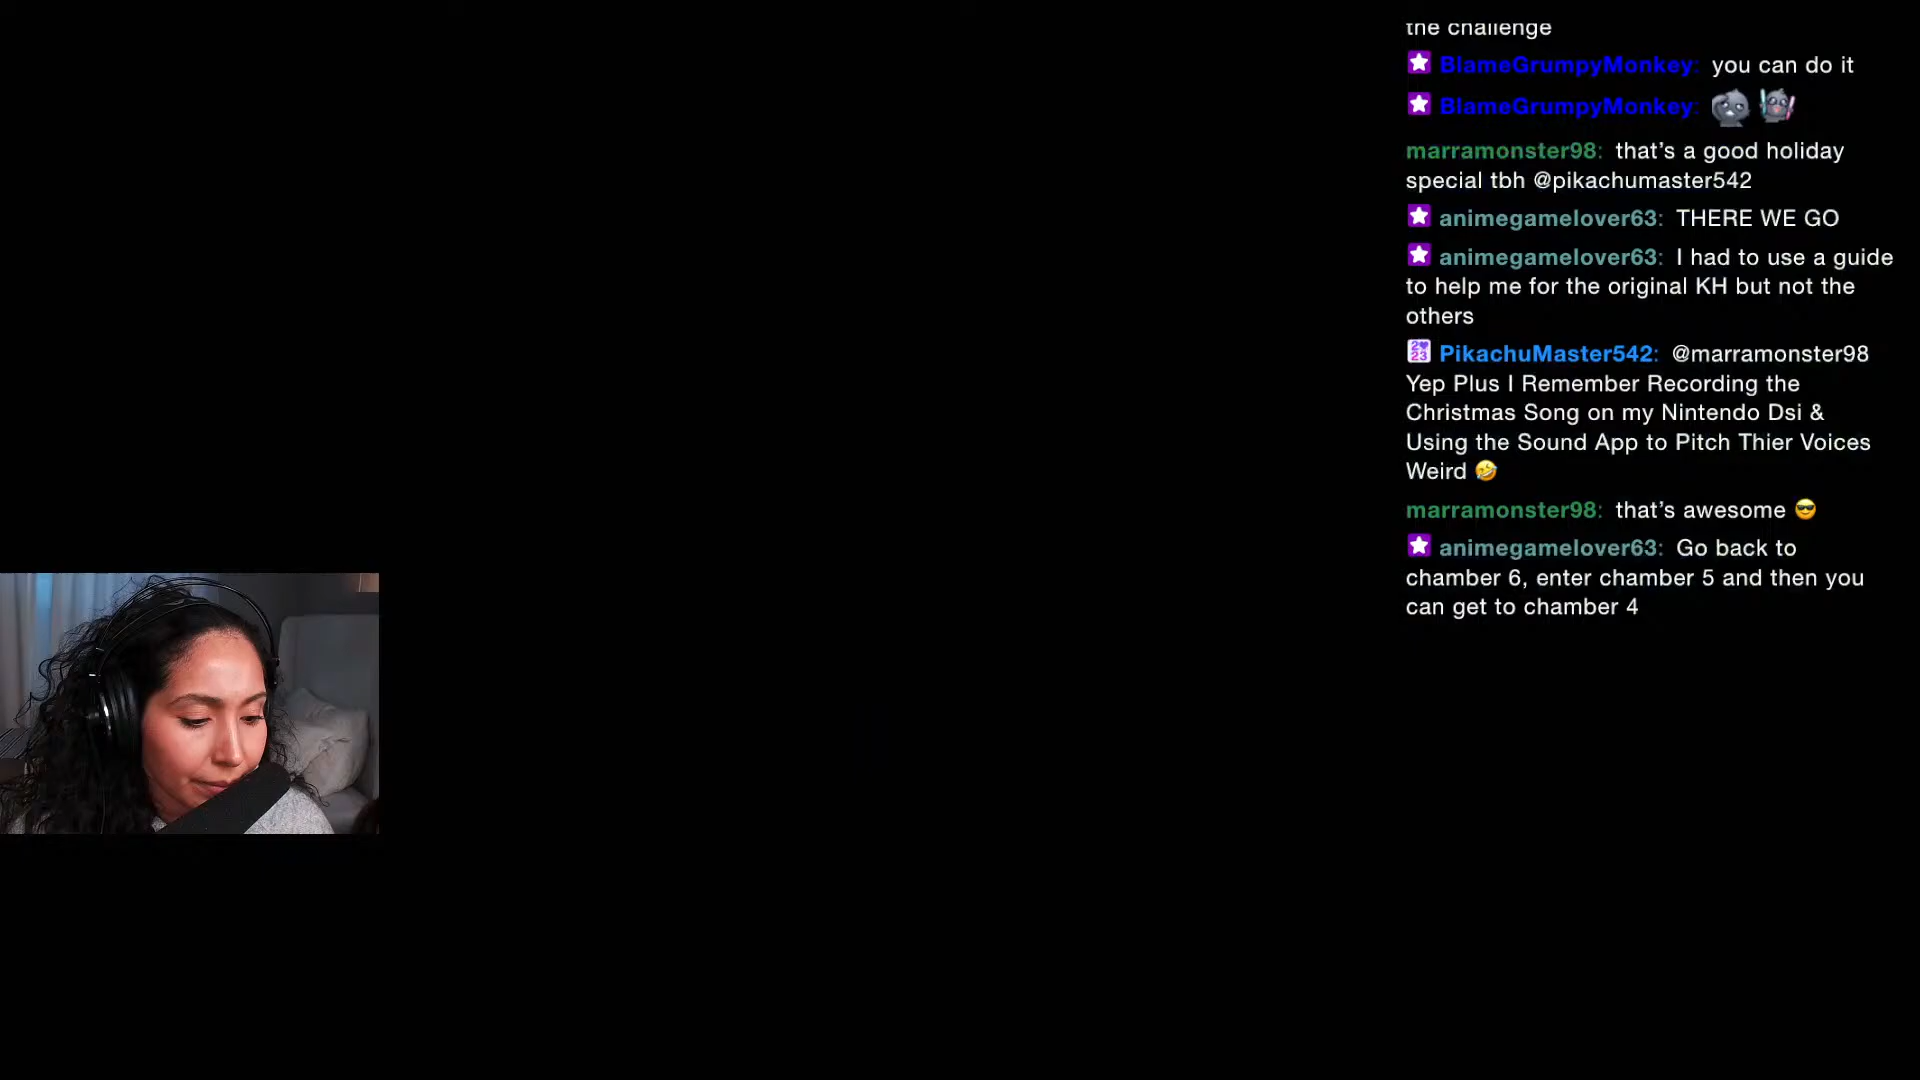 the challenge
BlameGrumpyMonkey: you can do it
BlameGrumpyMonkey:
marramonster98: that's a good holiday
special tbh @pikachumaster542
animegamelover63: THERE WE GO
animegamelover63: I had to use a guide
to help me for the original KH but not the
others
PikachuMaster542: @marramonster98
Yep Plus I Remember Recording the
Christmas Song on my Nintendo Dsi &
Using the Sound App to Pitch Thier Voices
Weird 🤣
marramonster98: that's awesome 😎
animegamelover63: Go back to
chamber 6, enter chamber 5 and then you
can get to chamber 4